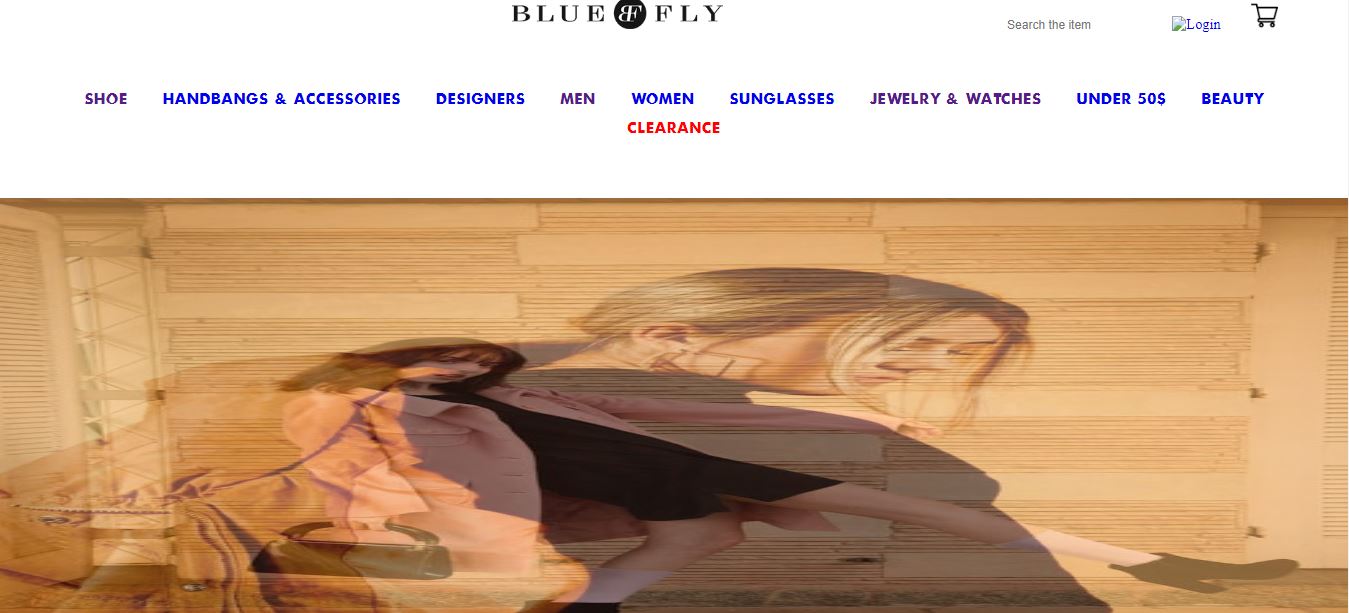 BLUE BF FLY
Search the item
Login
SHOE HANDBANGS & ACCESSORIES DESIGNERS MEN WOMEN SUNGLASSES JEWELRY & WATCHES UNDER 50$ BEAUTY
CLEARANCE